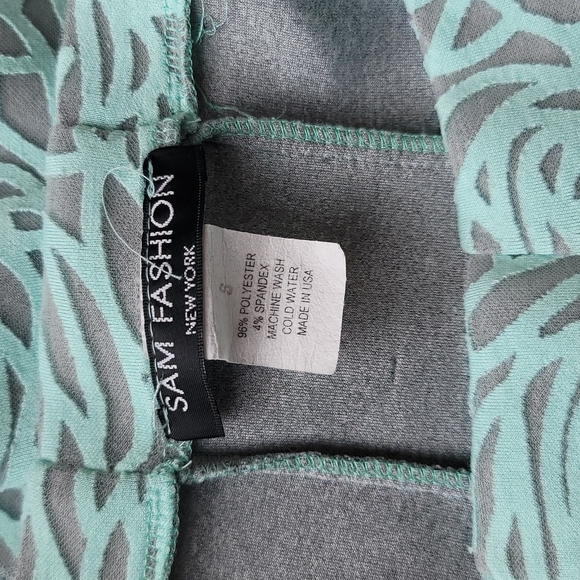 SAM FASHION
NEW YORK
S
96% POLYESTER
4% SPANDEX
MACHINE WASH
COLD WATER
MADE IN USA